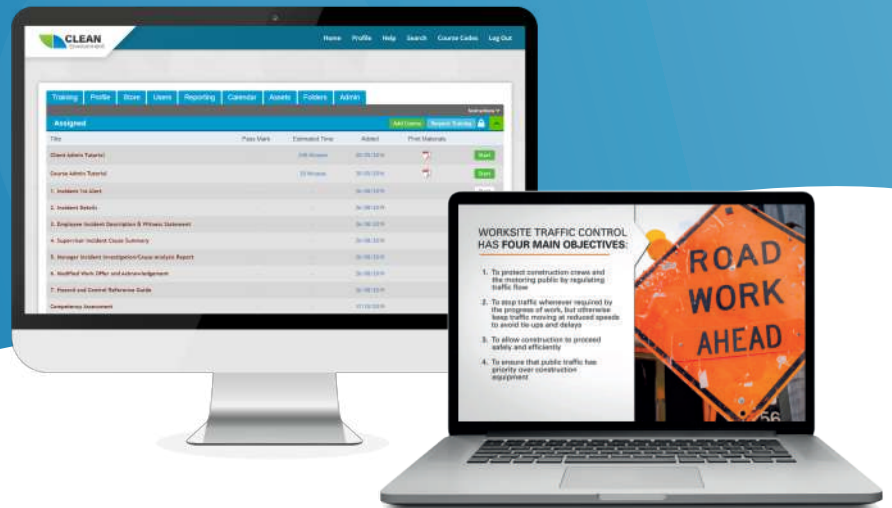 CLEAN
Environment
Home Profile Help Search Course Codes Log Out
Training Profile Store Users Reporting Calendar Assets Folders Admin
Instructions
Assigned
Add Course Request Training
Title Pass Mark Estimated Time Added Print Materials
Client Admin Tutorial
Start
Course Admin Tutorial
Start
1. Incident 1st Alert
2. Incident Details
3. Employee Incident Description & Witness Statement
4. Supervisor Incident Cause Summary
5. Manager Incident Investigation/Cause Analysis Report
6. Modified Work Offer and Acknowledgement
7. Hazard and Control Reference Guide
Competency Assessment
WORKSITE TRAFFIC CONTROL
HAS FOUR MAIN OBJECTIVES:
1. To protect construction crews and
the motoring public by regulating
traffic flow
2. To stop traffic whenever required by
the progress of work, but otherwise
keep traffic moving at reduced speeds
to avoid tie ups and delays
3. To allow construction to proceed
safely and efficiently
4. To ensure that public traffic has
priority over construction
equipment
ROAD
WORK
AHEAD
56